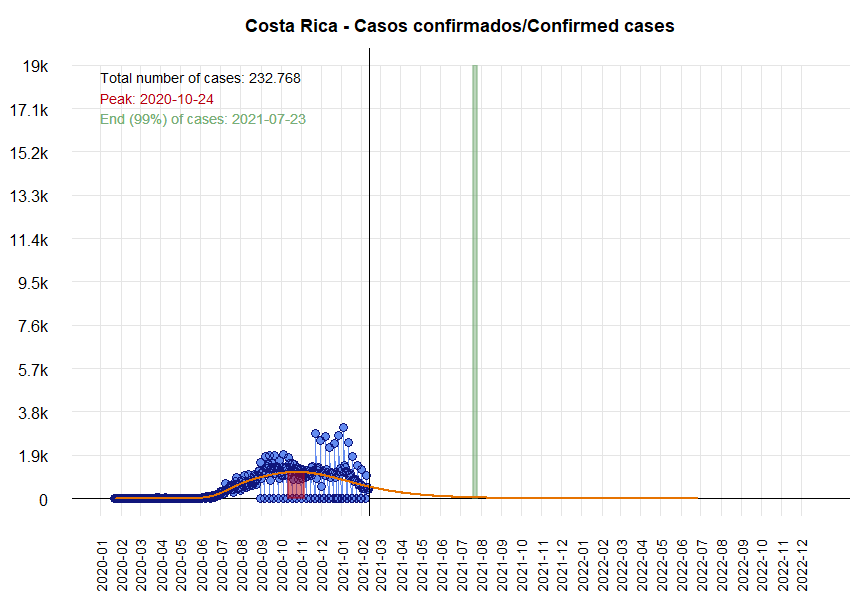 Costa Rica - Casos confirmados/Confirmed cases
19k
Total number of cases: 232.768
Peak: 2020-10-24
17.1k
End (99%) of cases: 2021-07-23
15.2k
13.3k
11.4k
9.5k
7.6k
5.7k
3.8k
1.9k
0
2020-01
2020-02
2020-03
2020-04
2020-05
2020-06
2020-07
2020-08
2020-09
2020-10
2020-11
2020-12
2021-01
2021-02
2021-03
2021-04
2021-05
2021-06
2021-07
2021-08
2021-09
2021-10
2021-11
2021-12
2022-01
2022-02
2022-03
2022-04
2022-05
2022-06
2022-07
2022-08
2022-09
2022-10
2022-11
2022-12